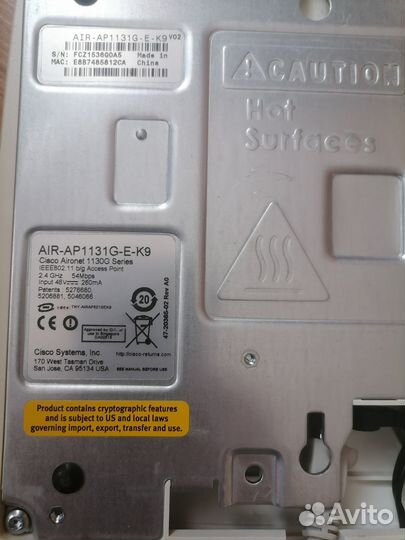 AIR-AP1131G-E-K9 V02
S/N: FCZ1536Q0A5 Made in
MAC: E8B7485612CA China
CAUTION
Hot
Surfaces
AIR-AP1131G-E-K9
Cisco Aironet 1130G Series
IEEE802.11 b/g Access Point
2.4 GHz 54Mbps
Input 48V 260mA
Patents 5276680,
5206881, 5046066
20
47-20365-02 Rev A0
Cisco Systems, Inc.
170 West Tasman Drive
San Jose, CA 95134 USA
http://cisco-returns.com
SEE MANUAL BEFORE USE
Product contains cryptographic features
and is subject to US and local laws
governing import, export, transfer and use.
Avito